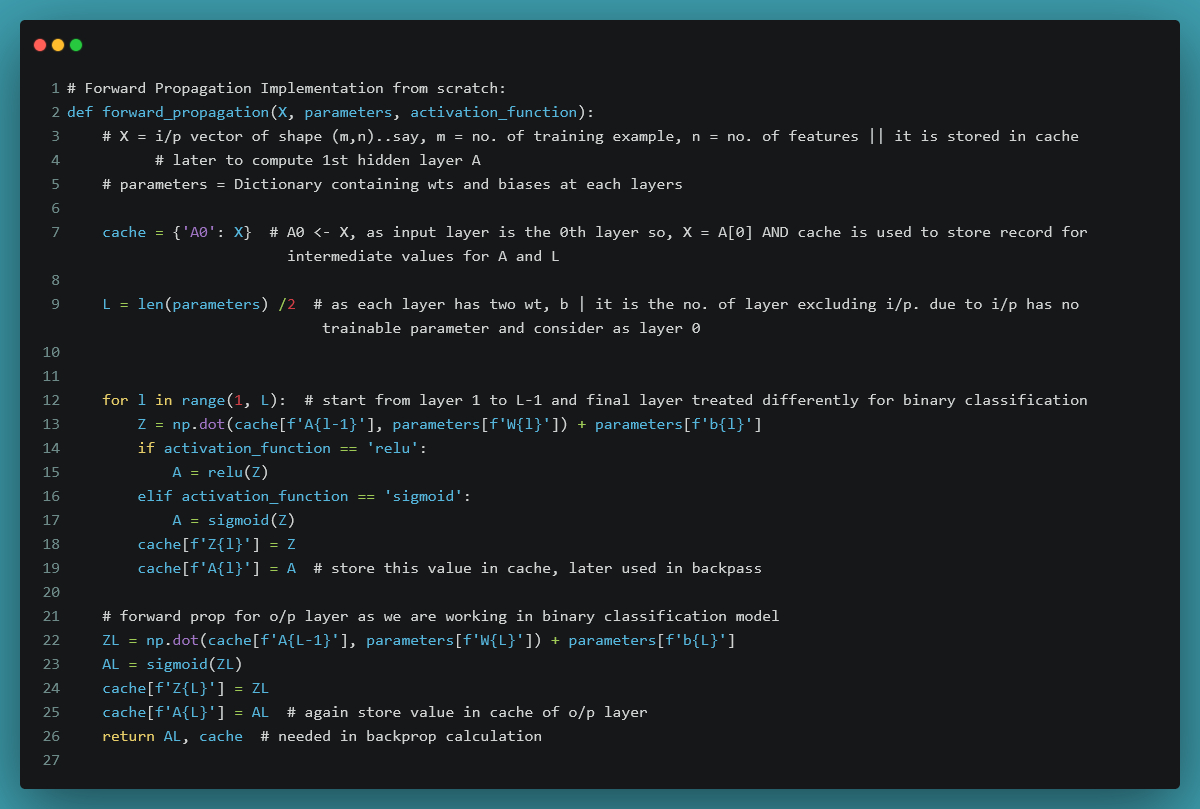 1 # Forward Propagation Implementation from scratch:
2 def forward_propagation(X, parameters, activation_function):
3     # X = i/p vector of shape (m,n)..say, m = no. of training example, n = no. of features || it is stored in cache
4           # later to compute 1st hidden layer A
5     # parameters = Dictionary containing wts and biases at each layers
6
7     cache = {'A0': X}  # A0 <- X, as input layer is the 0th layer so, X = A[0] AND cache is used to store record for
                         intermediate values for A and L
8
9     L = len(parameters) /2  # as each layer has two wt, b | it is the no. of layer excluding i/p. due to i/p has no
                             trainable parameter and consider as layer 0
10
11
12     for l in range(1, L):  # start from layer 1 to L-1 and final layer treated differently for binary classification
13         Z = np.dot(cache[f'A{l-1}'], parameters[f'W{l}']) + parameters[f'b{l}']
14         if activation_function == 'relu':
15             A = relu(Z)
16         elif activation_function == 'sigmoid':
17             A = sigmoid(Z)
18         cache[f'Z{l}'] = Z
19         cache[f'A{l}'] = A  # store this value in cache, later used in backpass
20
21     # forward prop for o/p layer as we are working in binary classification model
22     ZL = np.dot(cache[f'A{L-1}'], parameters[f'W{L}']) + parameters[f'b{L}']
23     AL = sigmoid(ZL)
24     cache[f'Z{L}'] = ZL
25     cache[f'A{L}'] = AL  # again store value in cache of o/p layer
26     return AL, cache  # needed in backprop calculation
27